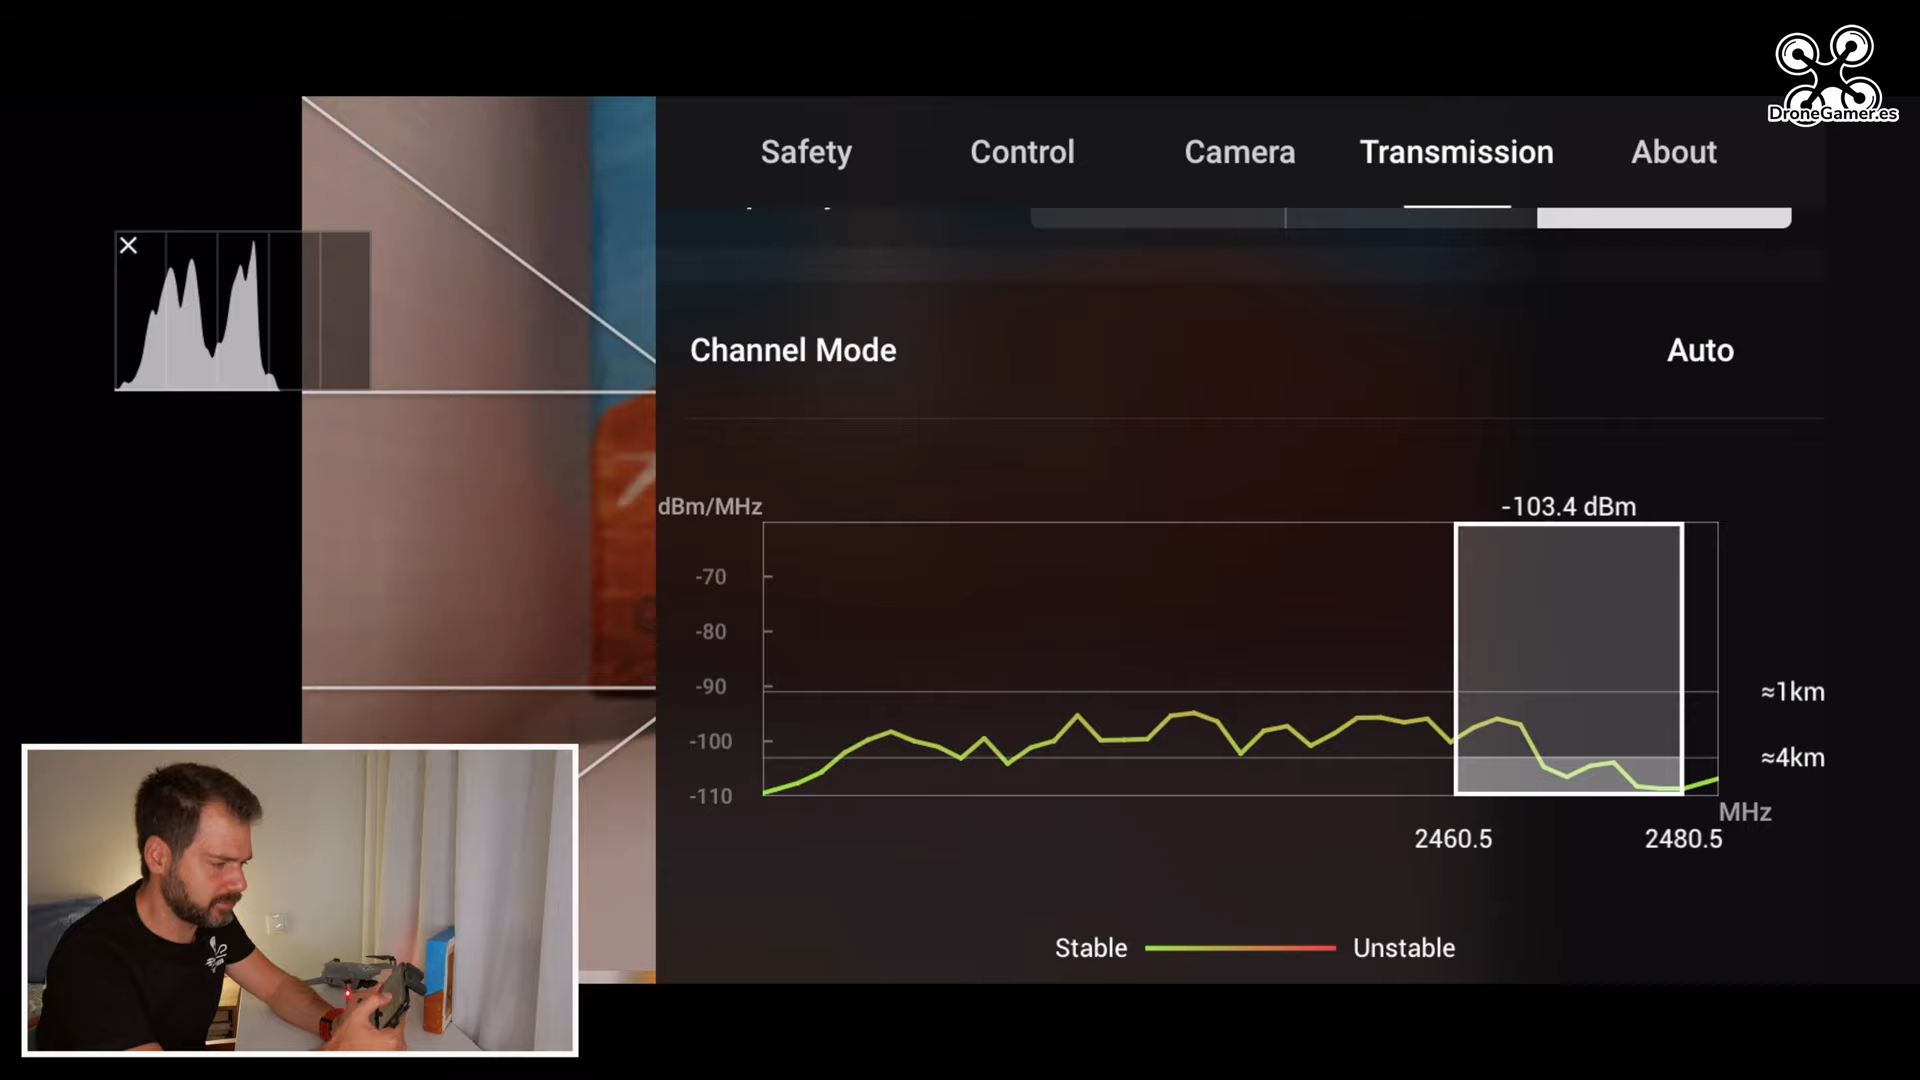 DroneGamer.es
Safety Control Camera Transmission About
Channel Mode Auto
dBm/MHz
-103.4 dBm
-70
-80
-90
≈1km
-100
≈4km
-110
MHz
2460.5 2480.5
Stable Unstable